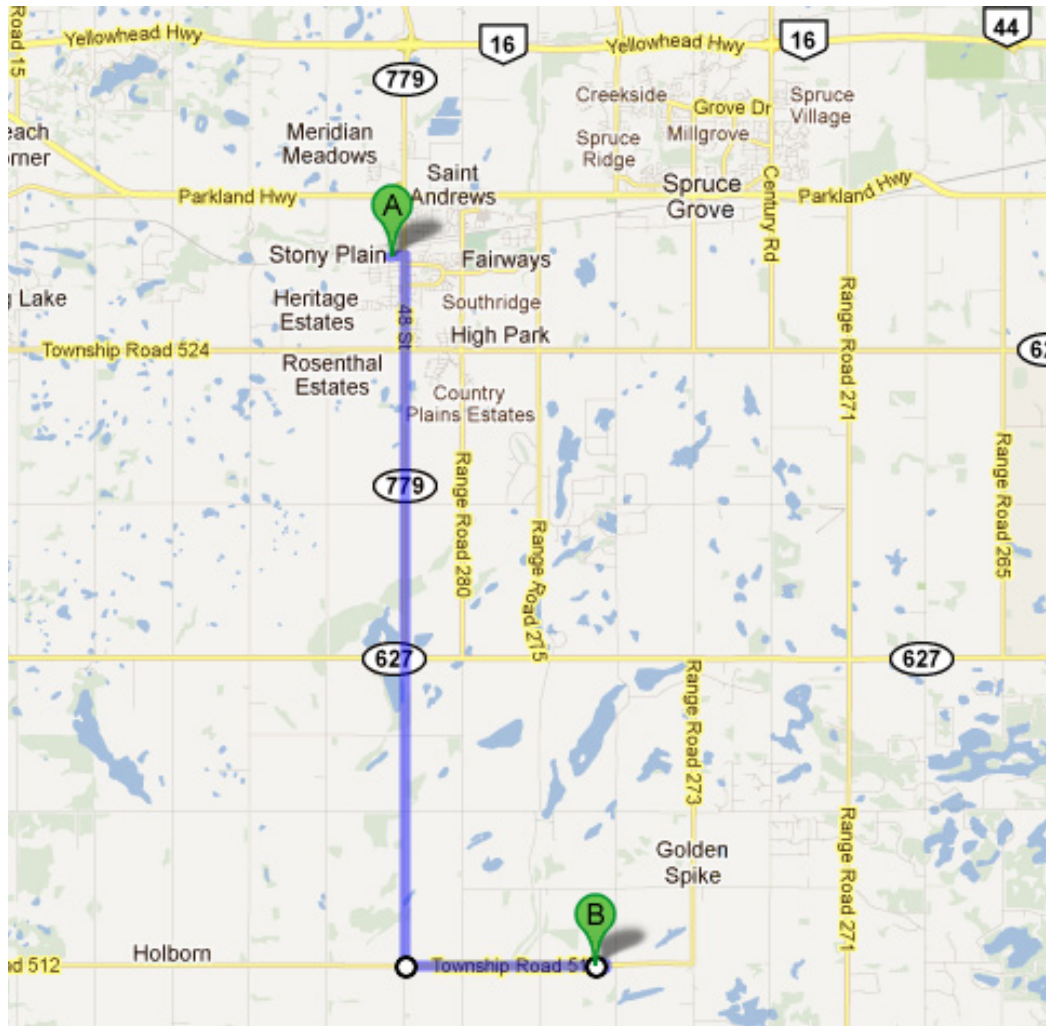 Road 15
Yellowhead Hwy
16
Yellowhead Hwy
16
44
779
Creekside
Grove Dr
Spruce
Village
Meridian
Meadows
Millgrove
Spruce
Ridge
each
orner
Saint
Andrews
Parkland Hwy
Spruce
Grove
Century Rd
Parkland Hwy
A
Stony Plain
Fairways
g Lake
Heritage
Estates
48 St
Southridge
High Park
Township Road 524
Rosenthal
Estates
Range Road 271
Country
Plains Estates
779
Range Road 280
Range Road 275
Range Road 265
627
627
Range Road 273
Range Road 271
Golden
Spike
B
Holborn
271
ad 512
Township Road 51